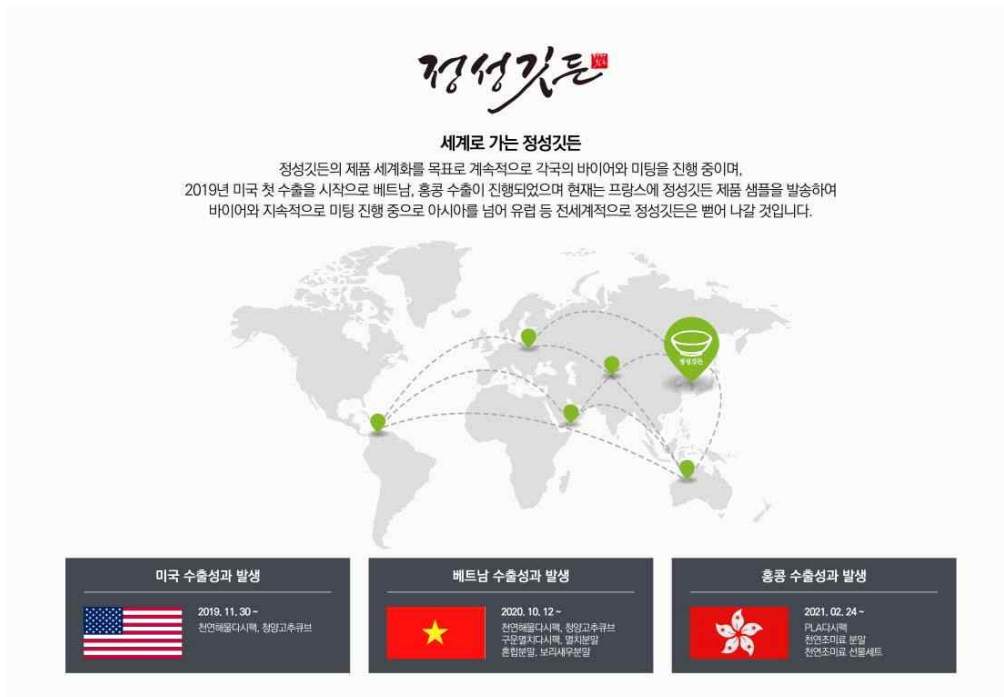 정성깃든
세계로 가는 정성깃든
정성깃든의 제품 세계화를 목표로 계속적으로 각국의 바이어와 미팅을 진행 중이며,
2019년 미국 첫 수출을 시작으로 베트남, 홍콩 수출이 진행되었으며 현재는 프랑스에 정성깃든 제품 샘플을 발송하여
바이어와 지속적으로 미팅 진행 중으로 아시아를 넘어 유럽 등 전세계적으로 정성깃든은 뻗어 나갈 것입니다.
정성깃든
미국 수출성과 발생
2019. 11. 30 ~
천연해물다시팩, 청양고추큐브
베트남 수출성과 발생
2020. 10. 12 ~
천연해물다시팩, 청양고추큐브
구운멸치다시팩, 멸치분말
혼합분말, 보리새우분말
홍콩 수출성과 발생
2021. 02. 24 ~
PLA다시팩
천연조미료 분말
천연조미료 선물세트